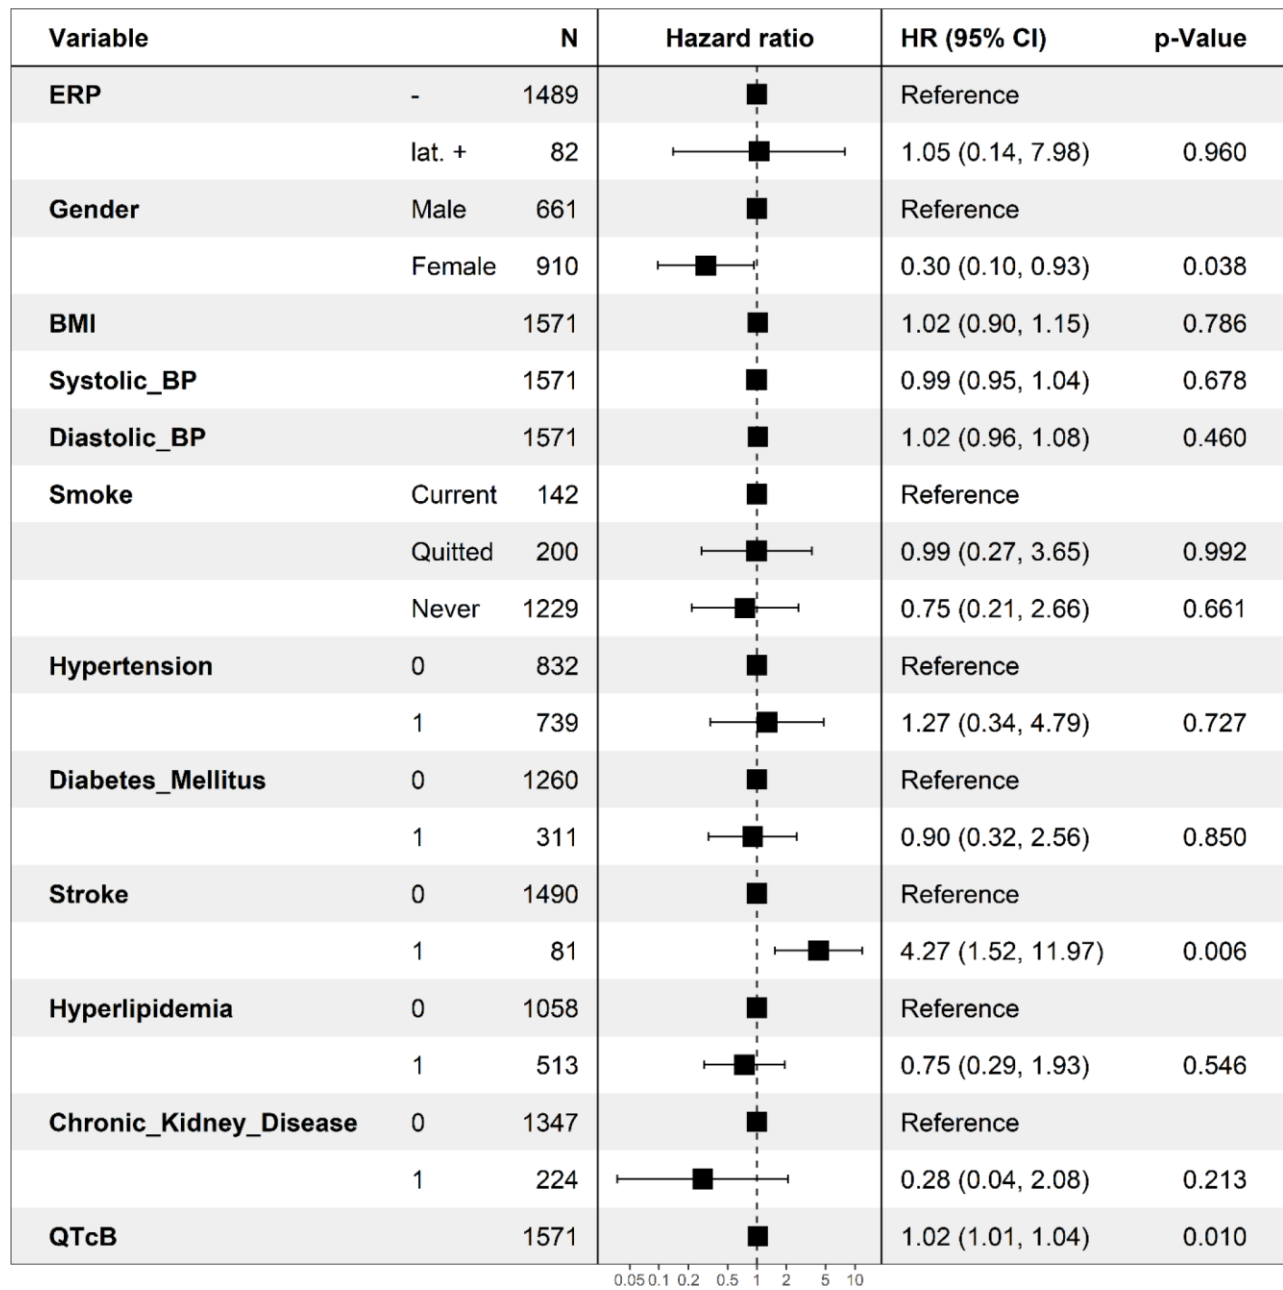 Variable N Hazard ratio HR (95% CI) p-Value
ERP - 1489 Reference
lat. + 82 1.05 (0.14, 7.98) 0.960
Gender Male 661 Reference
Female 910 0.30 (0.10, 0.93) 0.038
BMI 1571 1.02 (0.90, 1.15) 0.786
Systolic_BP 1571 0.99 (0.95, 1.04) 0.678
Diastolic_BP 1571 1.02 (0.96, 1.08) 0.460
Smoke Current 142 Reference
Quitted 200 0.99 (0.27, 3.65) 0.992
Never 1229 0.75 (0.21, 2.66) 0.661
Hypertension 0 832 Reference
1 739 1.27 (0.34, 4.79) 0.727
Diabetes_Mellitus 0 1260 Reference
1 311 0.90 (0.32, 2.56) 0.850
Stroke 0 1490 Reference
1 81 4.27 (1.52, 11.97) 0.006
Hyperlipidemia 0 1058 Reference
1 513 0.75 (0.29, 1.93) 0.546
Chronic_Kidney_Disease 0 1347 Reference
1 224 0.28 (0.04, 2.08) 0.213
QTcB 1571 1.02 (1.01, 1.04) 0.010
0.05 0.1 0.2 0.5 1 2 5 10